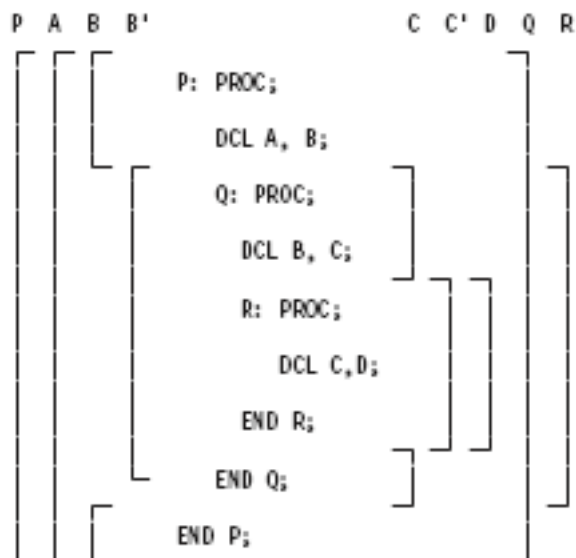 P A B B' C C' D Q R
P: PROC;
DCL A, B;
Q: PROC;
DCL B, C;
R: PROC;
DCL C,D;
END R;
END Q;
END P;